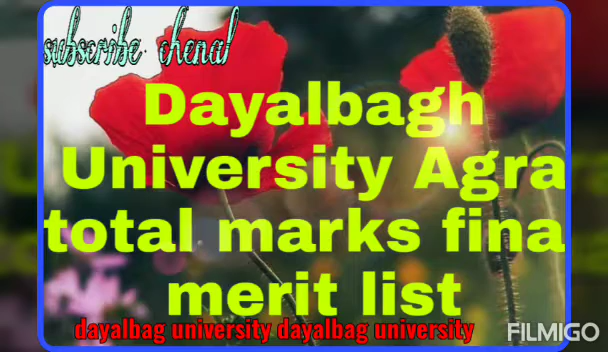 subscribe chenal
Dayalbagh
University Agra
total marks fina
merit list
dayalbag university dayalbag university
FILMIGO